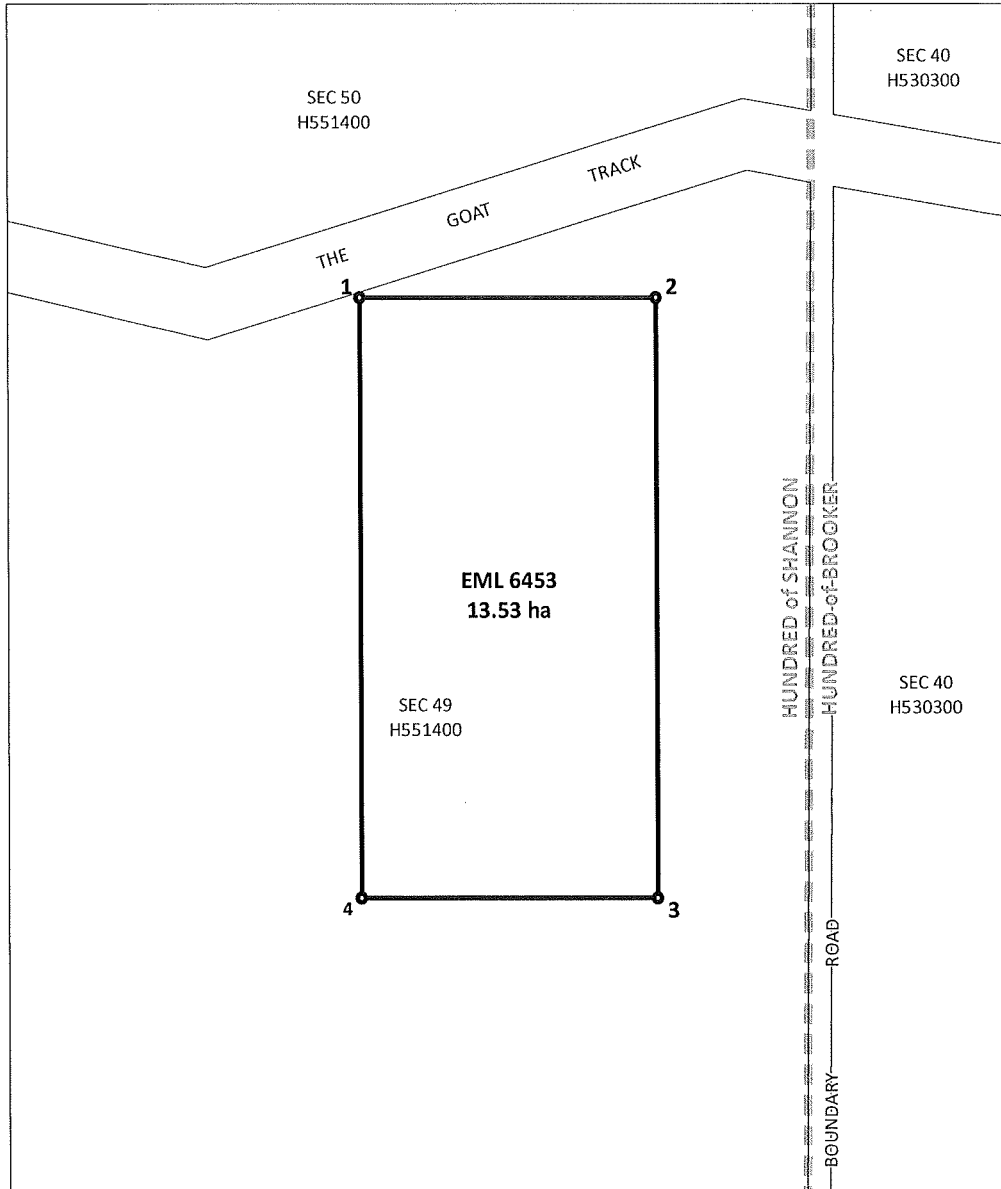 SEC 40
H530300
SEC 50
H551400
THE GOAT TRACK
1
2
EML 6453
13.53 ha
HUNDRED of SHANNON
HUNDRED of BROOKER
SEC 49
H551400
SEC 40
H530300
4
3
BOUNDARY ROAD